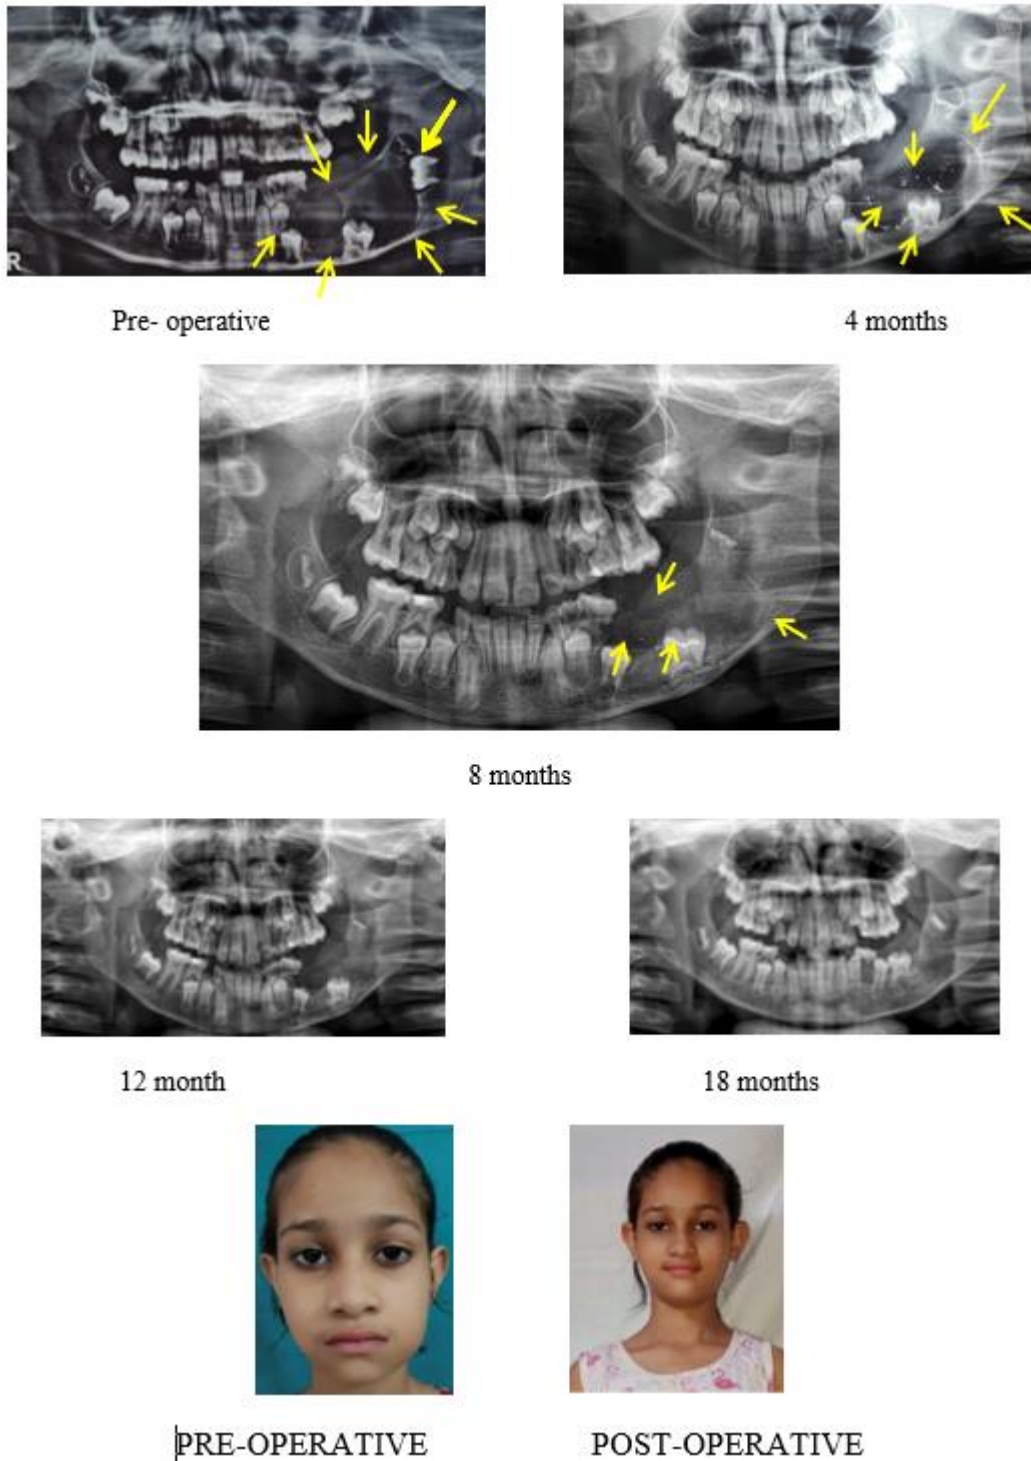 R
Pre- operative
4 months
8 months
12 month
18 months
PRE-OPERATIVE
POST-OPERATIVE